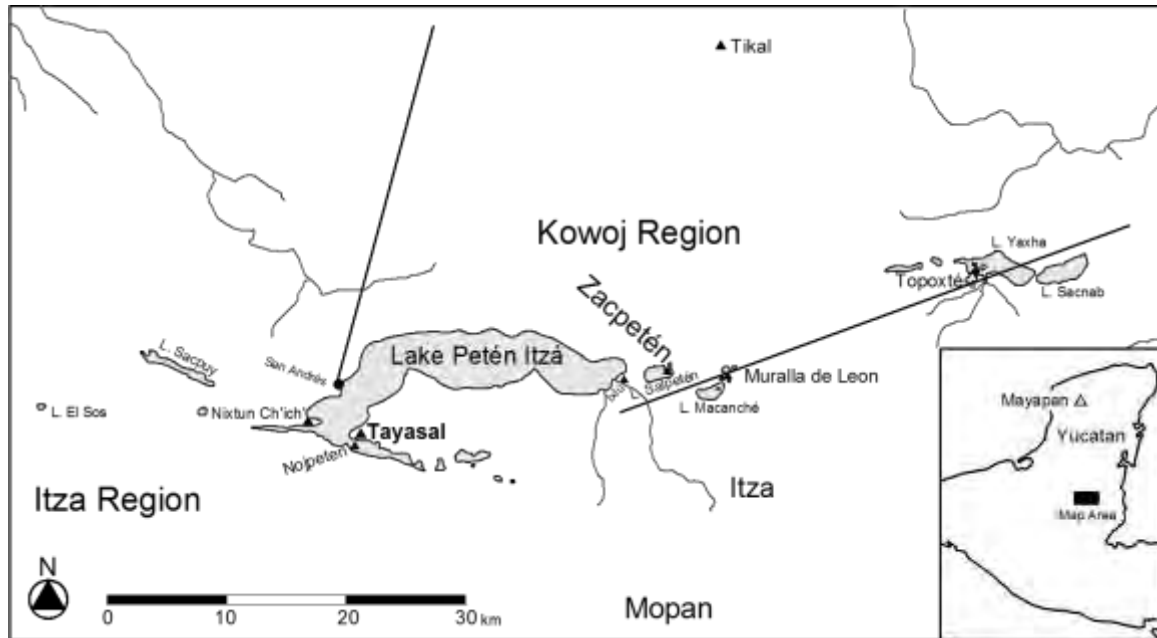 Tikal
Kowoj Region
L. Yaxha
Topoxté
L. Sacnab
Zacpetén
Lake Petén Itzá
L. Sacpuy
San Andrés
L. Salpetén
Muralla de Leon
L. Macanché
L. El Sos
Nixtun Ch'ich'
Tayasal
Nojpeten
Itza Region
Itza
Mopan
N
0 10 20 30 km
Mayapan
Yucatan
Map Area